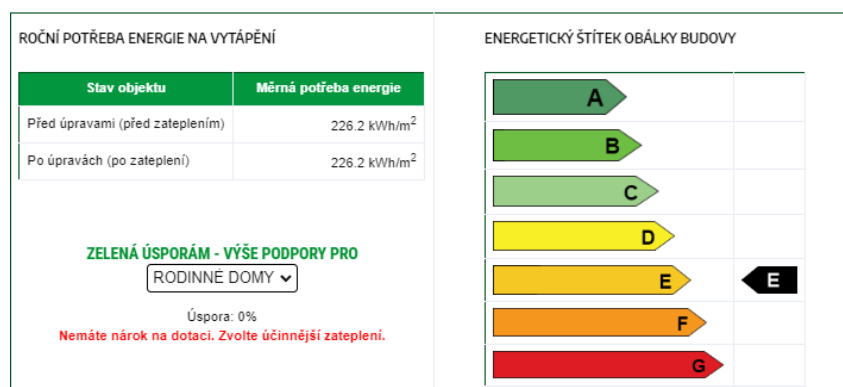 ROČNÍ POTŘEBA ENERGIE NA VYTÁPĚNÍ
Stav objektu Měrná potřeba energie
Před úpravami (před zateplením) 226.2 kWh/m²
Po úpravách (po zateplení) 226.2 kWh/m²
ZELENÁ ÚSPORÁM - VÝŠE PODPORY PRO
RODINNÉ DOMY
Úspora: 0%
Nemáte nárok na dotaci. Zvolte účinnější zateplení.
ENERGETICKÝ ŠTÍTEK OBÁLKY BUDOVY
A
B
C
D
E E
F
G